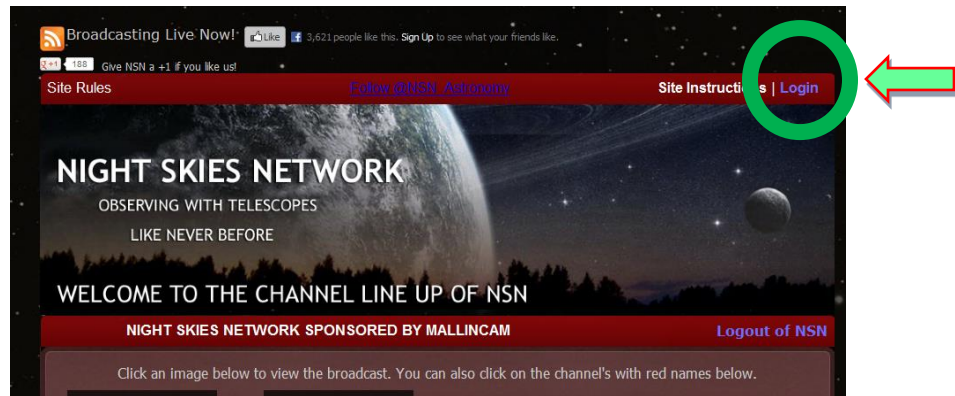 Broadcasting Live Now! Like 3,621 people like this. Sign Up to see what your friends like.
+1 188 Give NSN a +1 if you like us!
Site Rules Follow @NSN_Astronomy Site Instructions | Login
NIGHT SKIES NETWORK
OBSERVING WITH TELESCOPES
LIKE NEVER BEFORE
WELCOME TO THE CHANNEL LINE UP OF NSN
NIGHT SKIES NETWORK SPONSORED BY MALLINCAM Logout of NSN
Click an image below to view the broadcast. You can also click on the channel's with red names below.